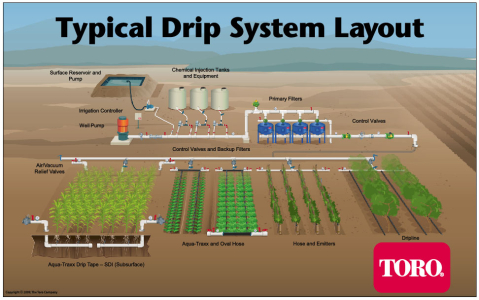 Typical Drip System Layout
Surface Reservoir and
Pump
Chemical Injection Tanks
and Equipment
Primary Filters
Irrigation Controller
Well Pump
Control Valves
Control Valves and Backup Filters
Air/Vacuum
Relief Valves
Aqua-Traxx and Oval Hose
Hose and Emitters
Dripline
Aqua-Traxx Drip Tape – SDI (Subsurface)
TORO.